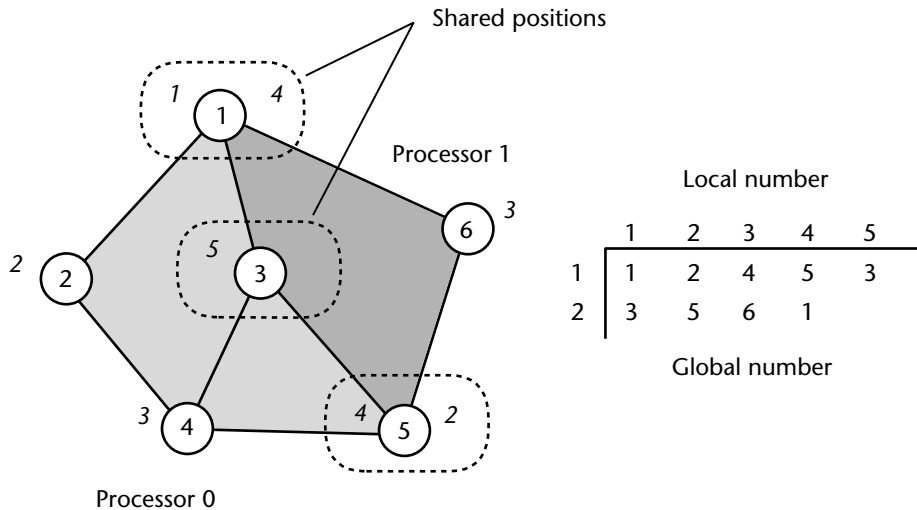 Shared positions
1 4
1
Processor 1
Local number
6 3
1 2 3 4 5
5
3
2 2
1 1 2 4 5 3
2 3 5 6 1
Global number
3 4
4 5 2
Processor 0